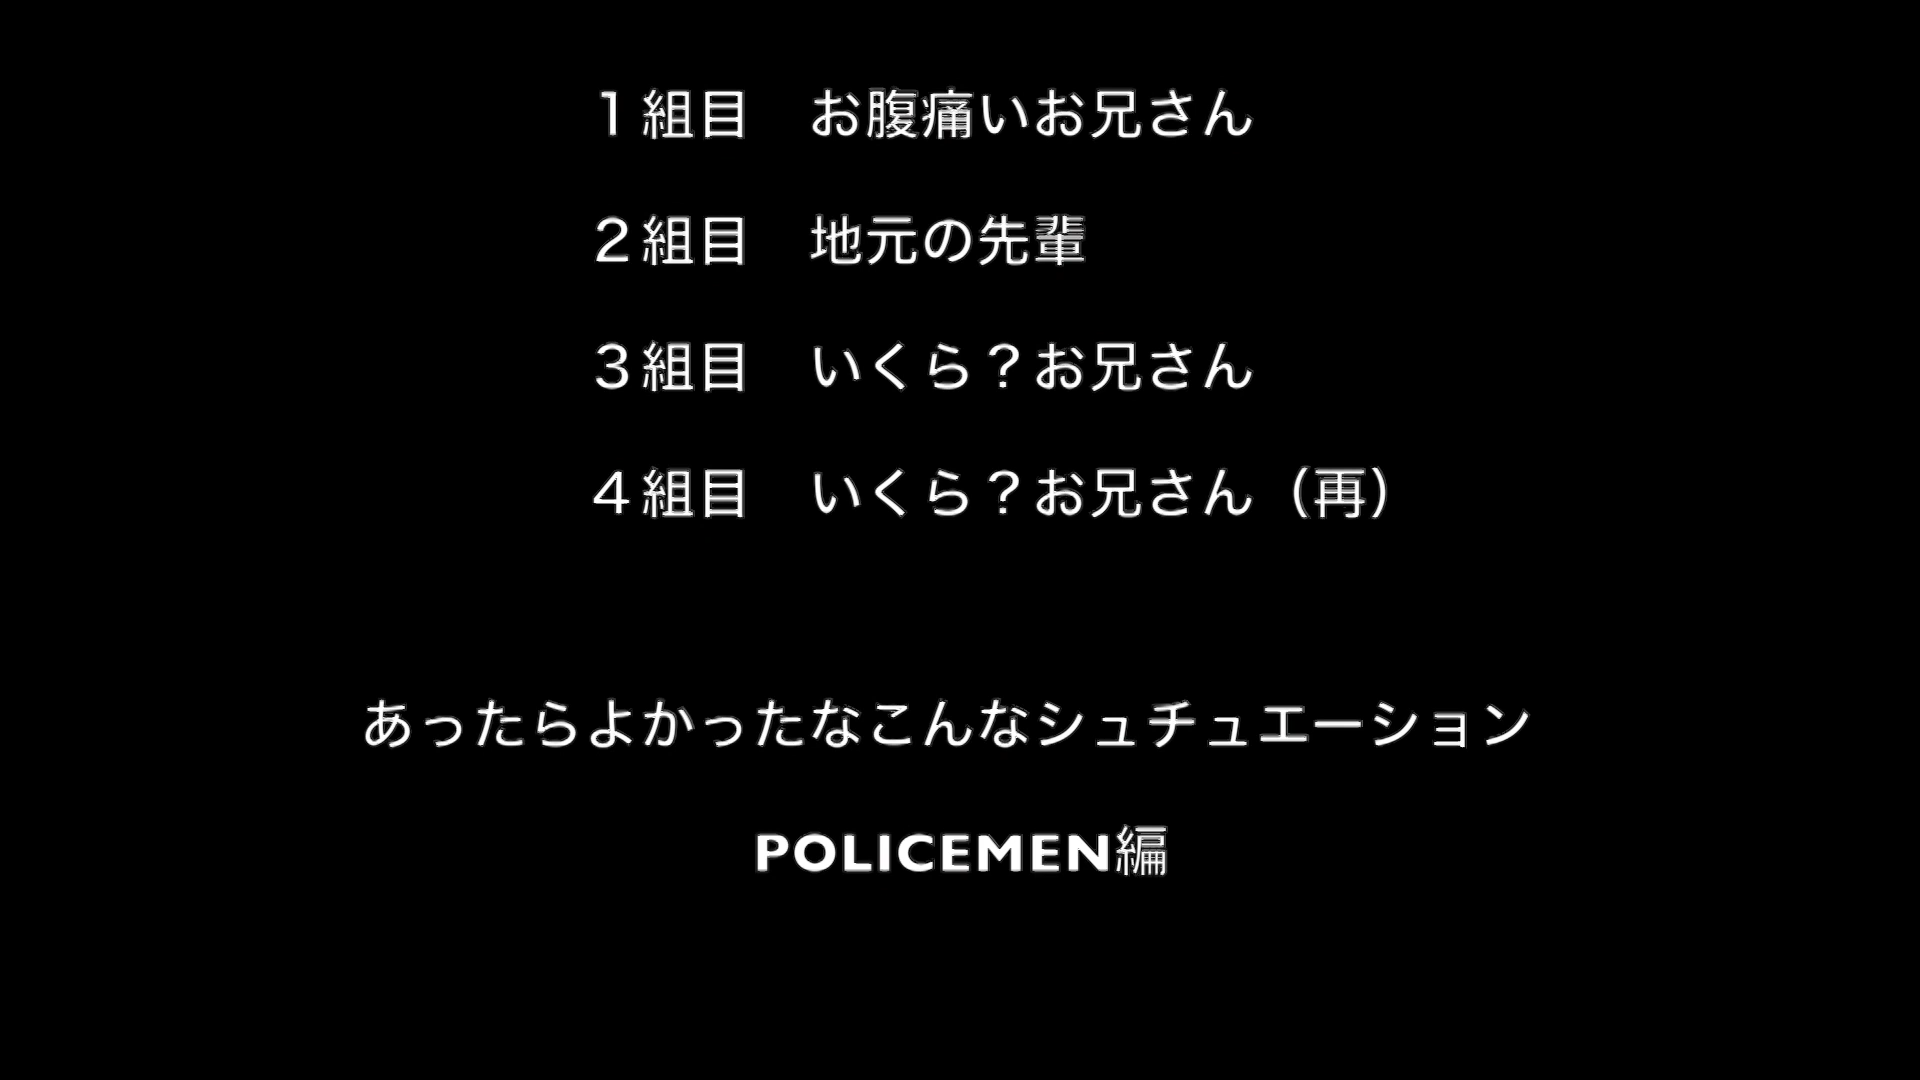 １組目　お腹痛いお兄さん
２組目　地元の先輩
３組目　いくら？お兄さん
４組目　いくら？お兄さん（再）
あったらよかったなこんなシュチュエーション
POLICEMEN編